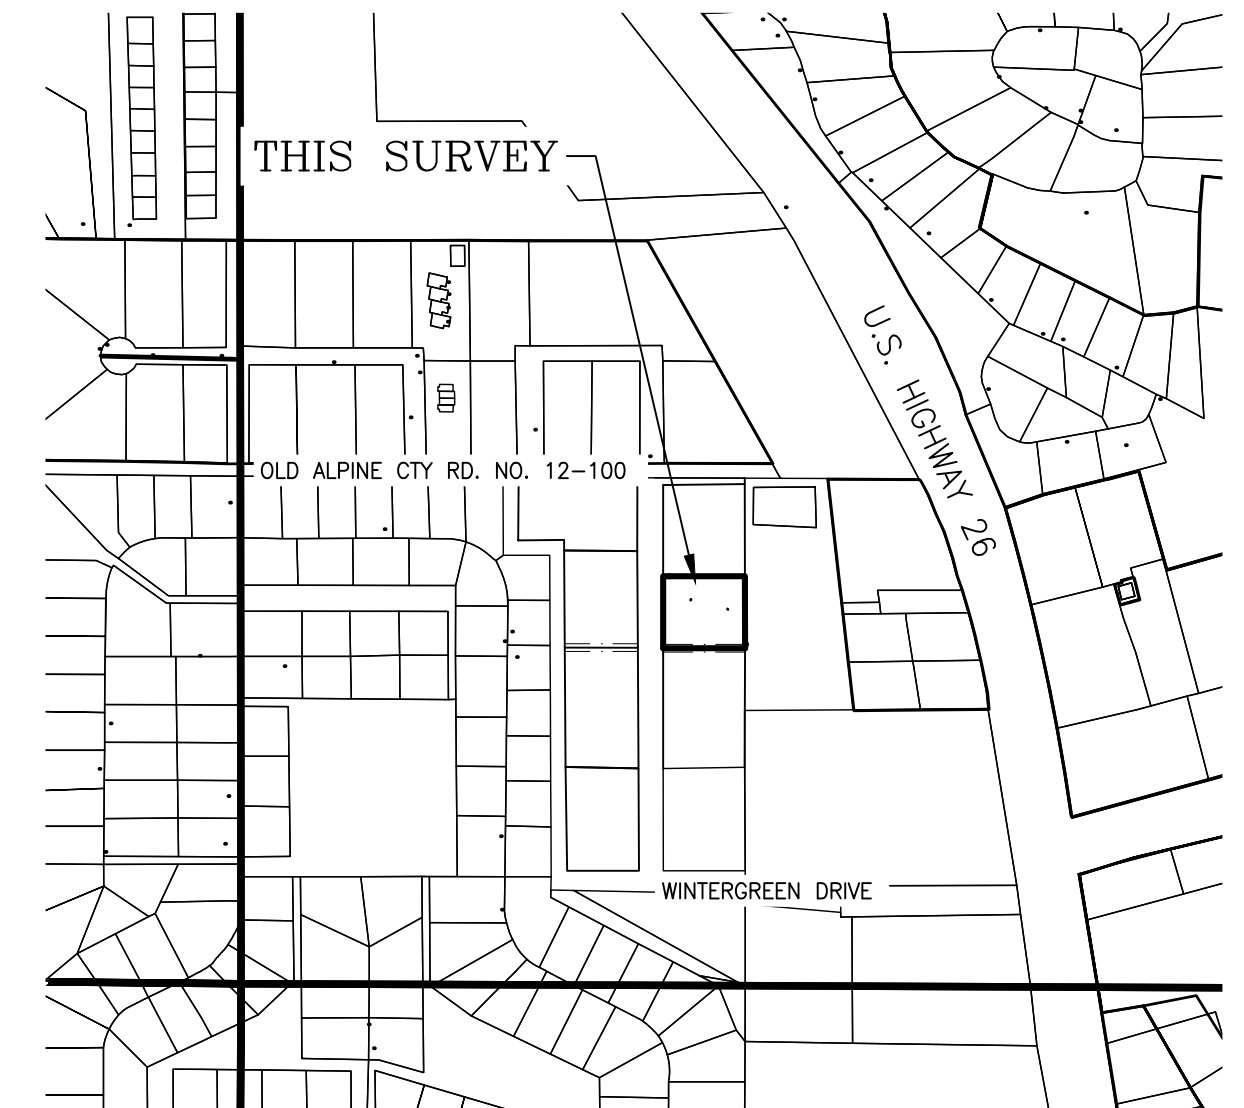 THIS SURVEY
U.S. HIGHWAY 26
OLD ALPINE CTY RD. NO. 12-100
WINTERGREEN DRIVE